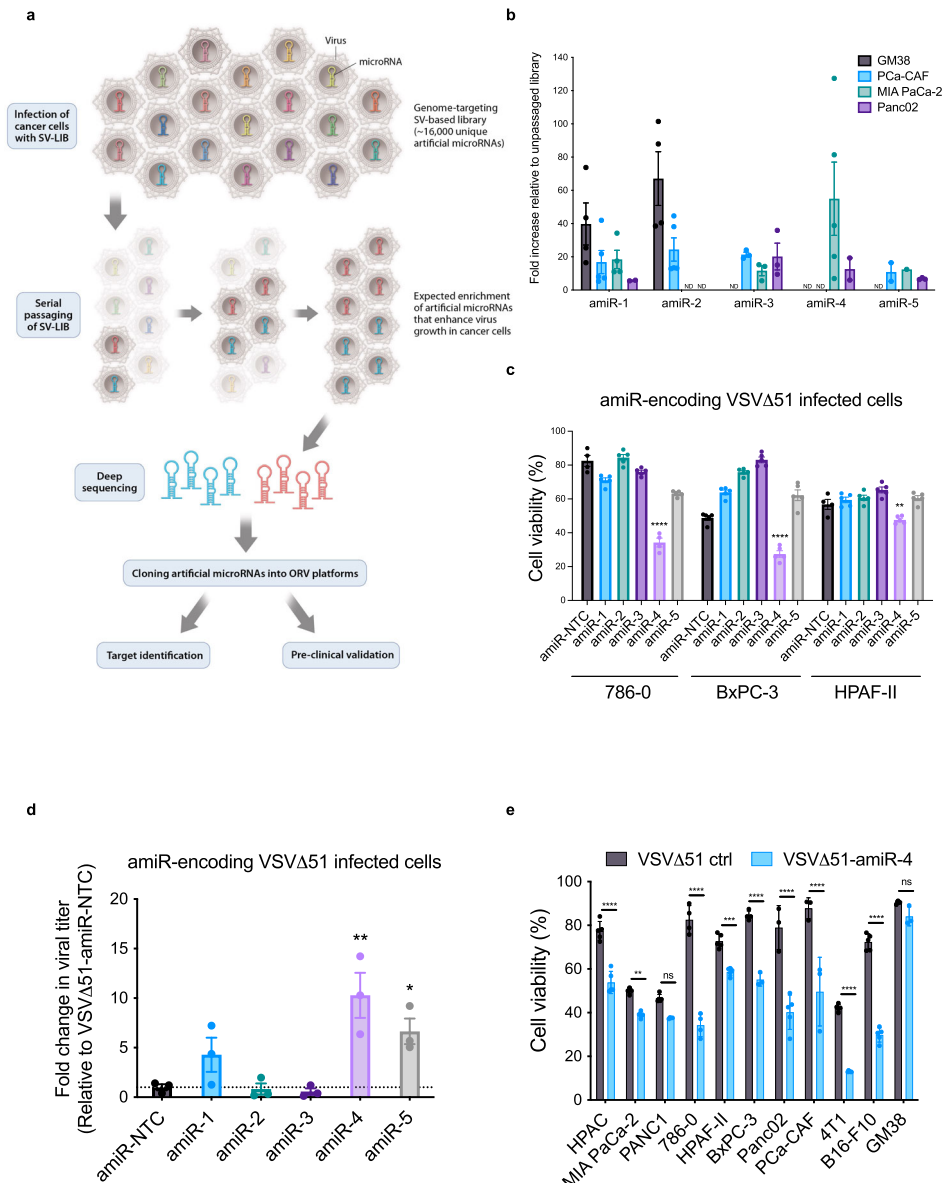 a
Virus
microRNA
Infection of
cancer cells
with SV-LIB
Genome-targeting
SV-based library
(~16,000 unique
artificial microRNAs)
Serial
passaging
of SV-LIB
Expected enrichment
of artificial microRNAs
that enhance virus
growth in cancer cells
Deep
sequencing
Cloning artificial microRNAs into ORV platforms
Target identification
Pre-clinical validation
b
Fold increase relative to unpassaged library
140
120
100
80
60
40
20
0
GM38
PCa-CAF
MIA PaCa-2
Panc02
ND ND ND ND ND ND
amiR-1 amiR-2 amiR-3 amiR-4 amiR-5
c
amiR-encoding VSVΔ51 infected cells
Cell viability (%)
100
80
60
40
20
0
**** **** **
amiR-NTC amiR-1 amiR-2 amiR-3 amiR-4 amiR-5 amiR-NTC amiR-1 amiR-2 amiR-3 amiR-4 amiR-5 amiR-NTC amiR-1 amiR-2 amiR-3 amiR-4 amiR-5
786-0 BxPC-3 HPAF-II
d
amiR-encoding VSVΔ51 infected cells
Fold change in viral titer
(Relative to VSVΔ51-amiR-NTC)
20
15
10
5
0
** *
amiR-NTC amiR-1 amiR-2 amiR-3 amiR-4 amiR-5
e
VSVΔ51 ctrl VSVΔ51-amiR-4
Cell viability (%)
100
80
60
40
20
0
**** ** ns **** *** **** **** **** **** **** ns
HPAC MIA PaCa-2 PANC1 786-0 HPAF-II BxPC-3 Panc02 PCa-CAF 4T1 B16-F10 GM38